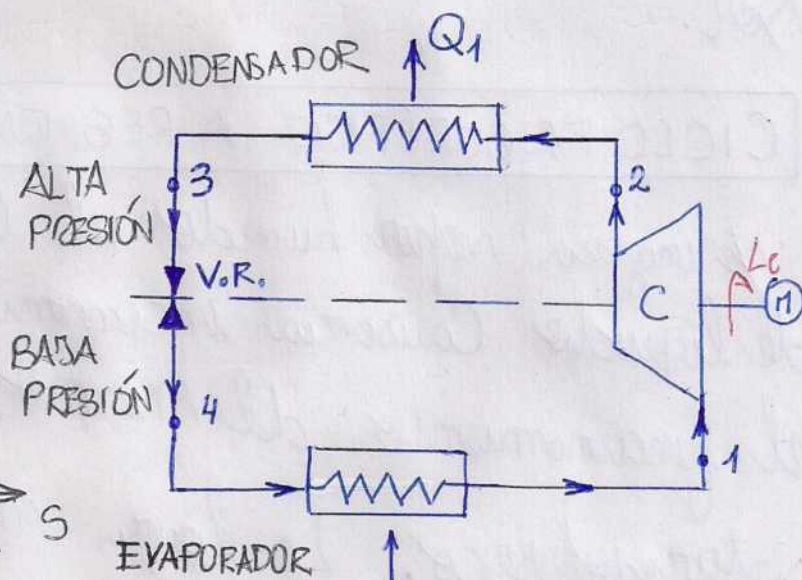 CONDENSADOR
Q1
ALTA
PRESIÓN
3
2
V.R.
C
Lc
M
BAJA
PRESIÓN
4
1
S
EVAPORADOR